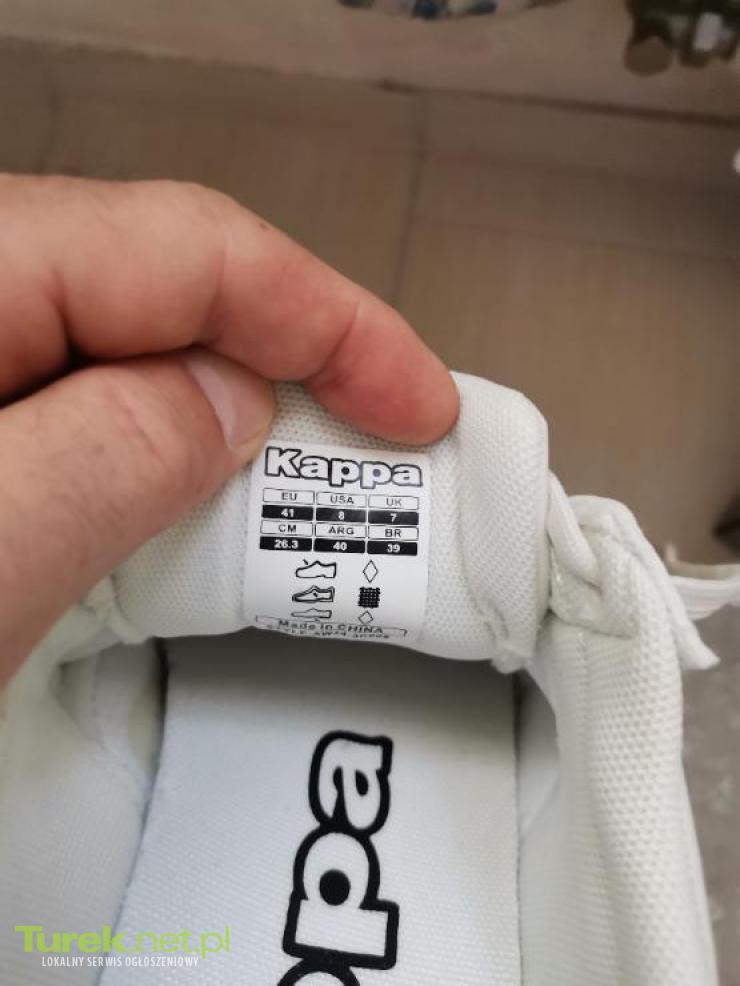 Kappa
EU USA UK
41 8 7
CM ARG BR
26.3 40 39
Made in CHINA
Kappa
Turek.net.pl
LOKALNY SERWIS OGŁOSZENIOWY